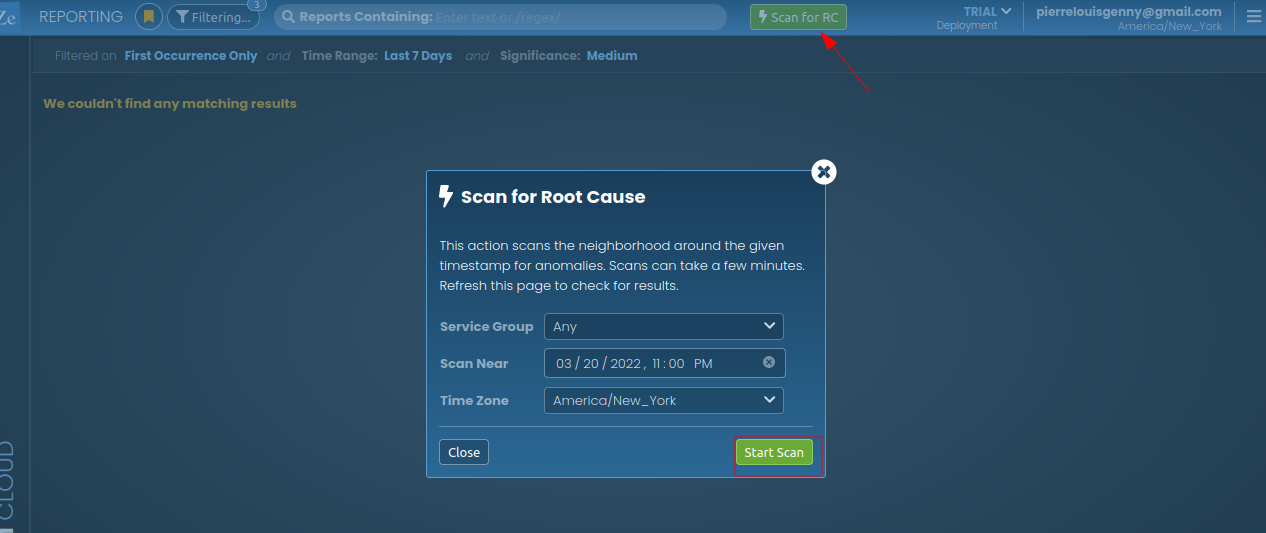 Ze REPORTING Filtering... 3 Reports Containing: Enter text or /regex/ Scan for RC TRIAL pierrelouisgenny@gmail.com
Deployment America/New_York
Filtered on First Occurrence Only and Time Range: Last 7 Days and Significance: Medium
We couldn't find any matching results
Scan for Root Cause
This action scans the neighborhood around the given
timestamp for anomalies. Scans can take a few minutes.
Refresh this page to check for results.
Service Group Any
Scan Near 03 / 20 / 2022 , 11 : 00 PM
Time Zone America/New_York
Close Start Scan
CLOUD